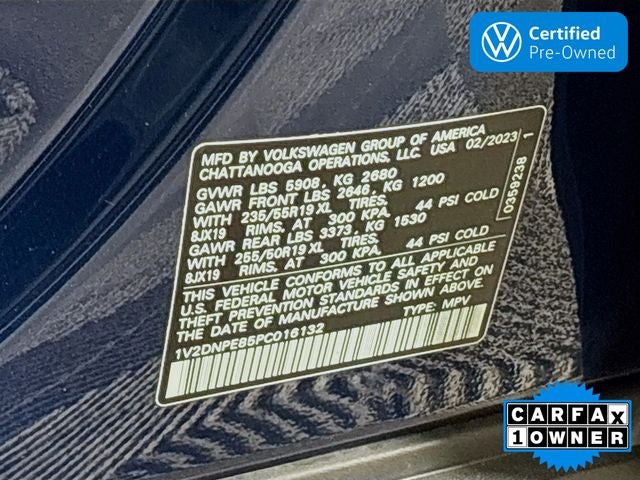 Certified
Pre-Owned
MFD BY VOLKSWAGEN GROUP OF AMERICA
CHATTANOOGA OPERATIONS, LLC. USA 02/2023
GVWR LBS 5908, KG 2680
GAWR FRONT LBS 2646, KG 1200
WITH 235/55R19 XL TIRES.
8JX19 RIMS. AT 300 KPA. 44 PSI COLD
GAWR REAR LBS 3373, KG 1530
WITH 255/50R19 XL TIRES.
8JX19 RIMS. AT 300 KPA. 44 PSI COLD
THIS VEHICLE CONFORMS TO ALL APPLICABLE
U.S. FEDERAL MOTOR VEHICLE SAFETY AND
THEFT PREVENTION STANDARDS IN EFFECT ON
THE DATE OF MANUFACTURE SHOWN ABOVE.
1V2DNPE85PC016132 TYPE: MPV
0359238 1
CARFAX
1 OWNER